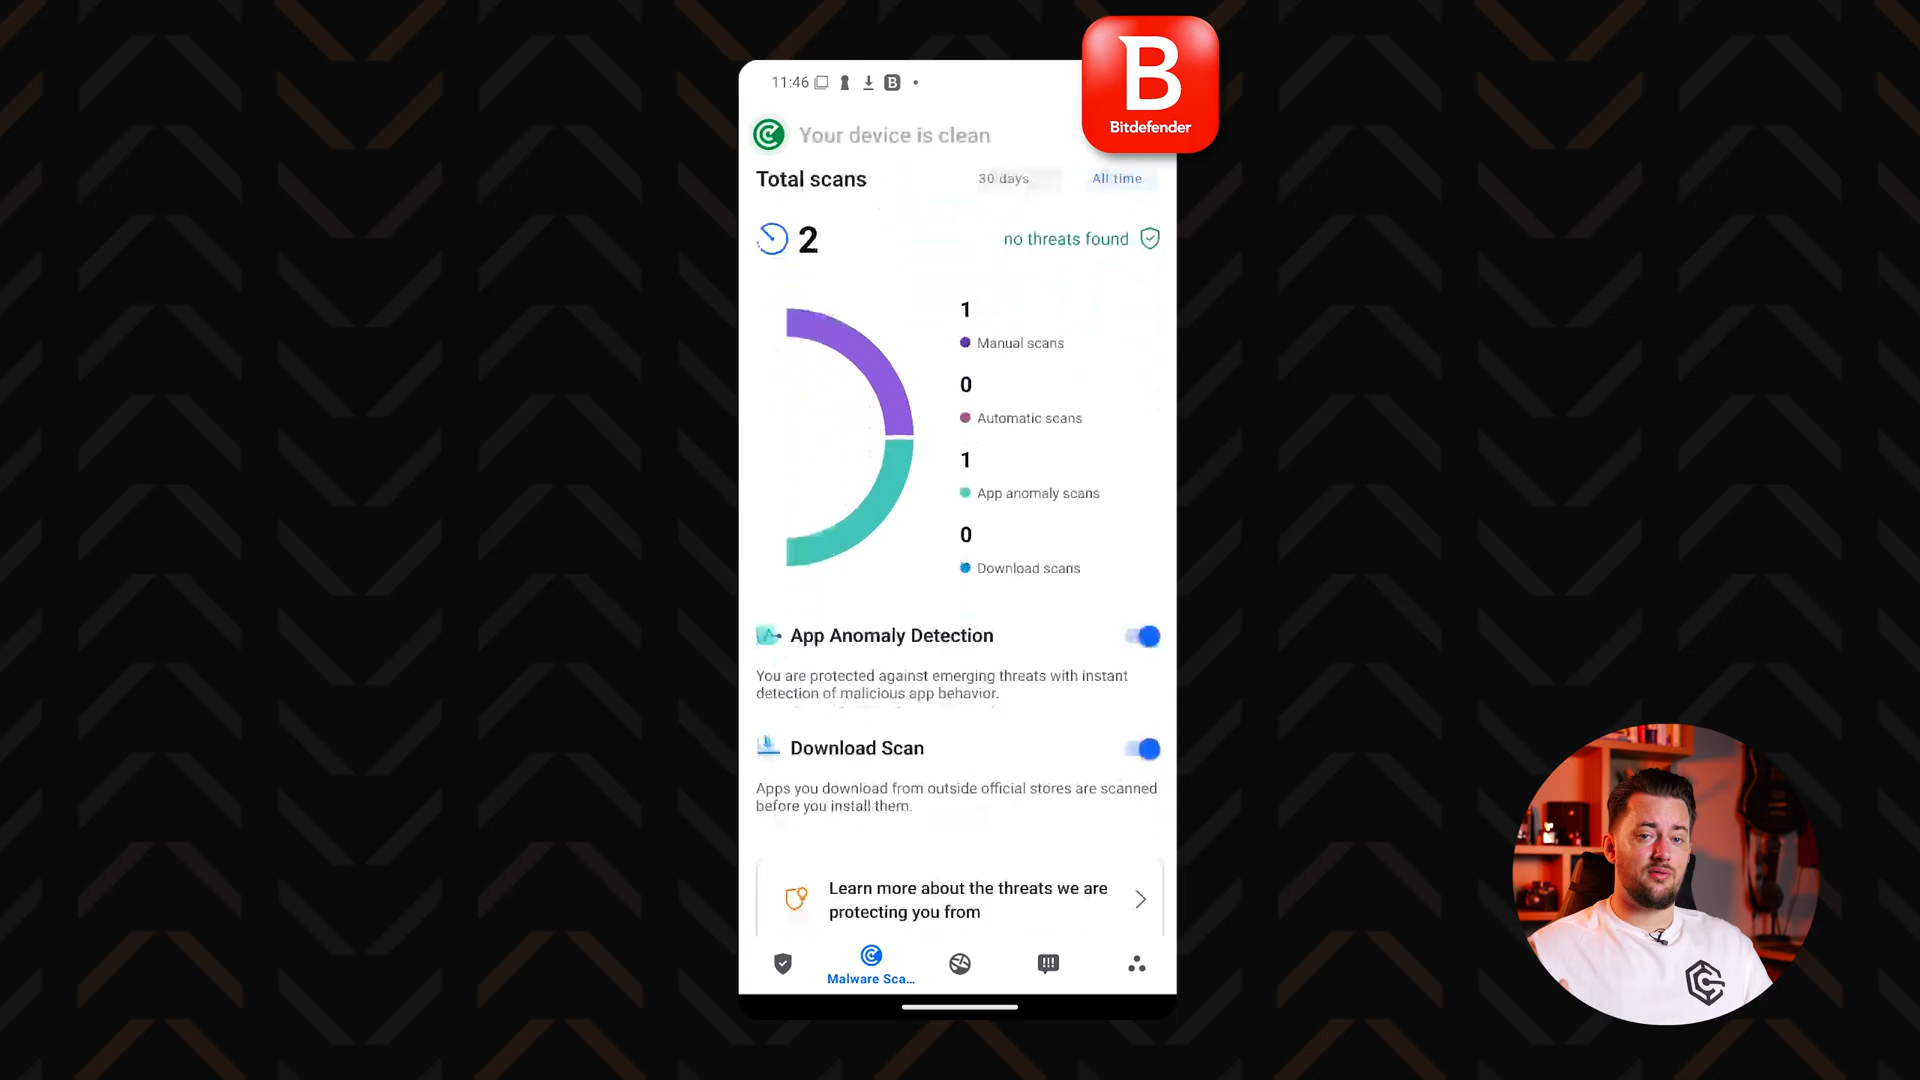 11:46
B
Bitdefender
Your device is clean
Total scans
30 days
All time
2
no threats found
1
Manual scans
0
Automatic scans
1
App anomaly scans
0
Download scans
App Anomaly Detection
You are protected against emerging threats with instant
detection of malicious app behavior.
Download Scan
Apps you download from outside official stores are scanned
before you install them.
Learn more about the threats we are
protecting you from
Malware Sca...